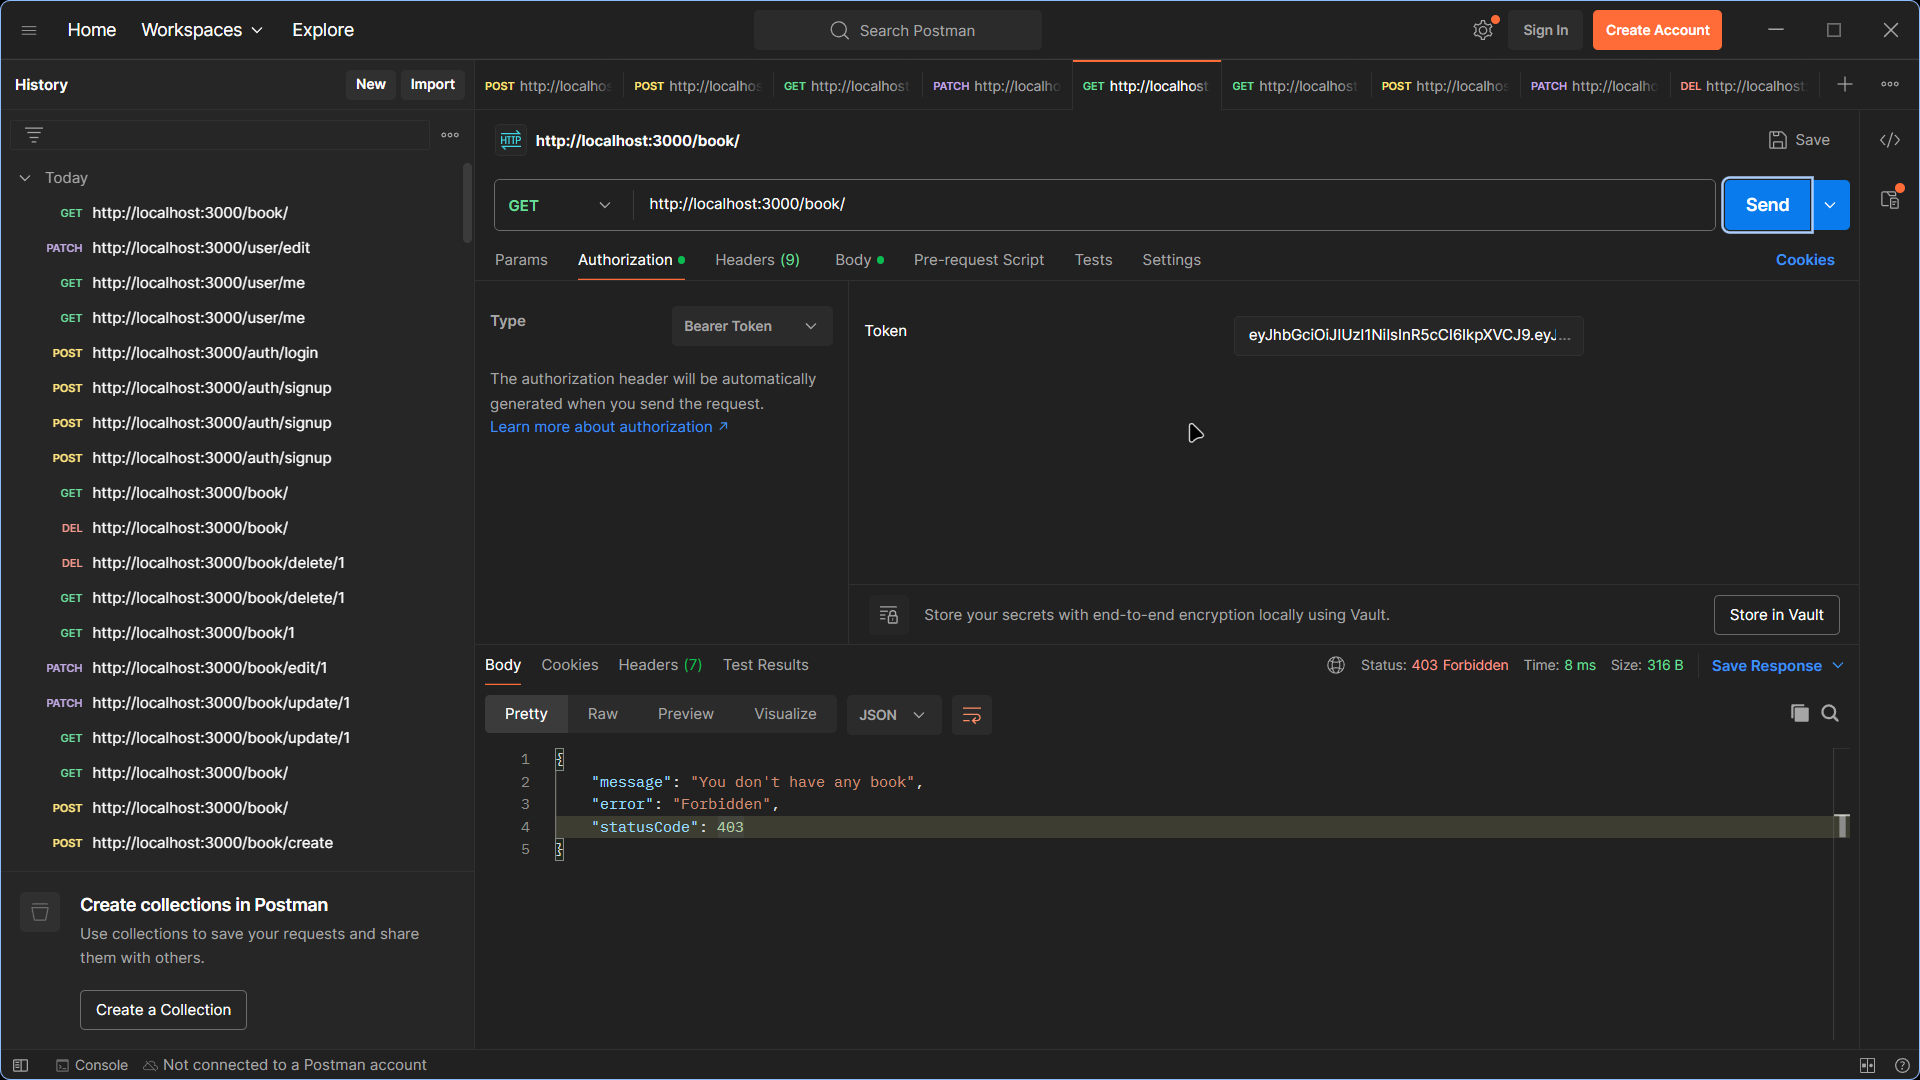 Home
Workspaces
Explore
Search Postman
Sign In
Create Account
History
New
Import
POST http://localhos
POST http://localhos
GET http://localhost
PATCH http://localho
GET http://localhost
GET http://localhost
POST http://localhos
PATCH http://localho
DEL http://localhost:
Today
GET http://localhost:3000/book/
PATCH http://localhost:3000/user/edit
GET http://localhost:3000/user/me
GET http://localhost:3000/user/me
POST http://localhost:3000/auth/login
POST http://localhost:3000/auth/signup
POST http://localhost:3000/auth/signup
POST http://localhost:3000/auth/signup
GET http://localhost:3000/book/
DEL http://localhost:3000/book/
DEL http://localhost:3000/book/delete/1
GET http://localhost:3000/book/delete/1
GET http://localhost:3000/book/1
PATCH http://localhost:3000/book/edit/1
PATCH http://localhost:3000/book/update/1
GET http://localhost:3000/book/update/1
GET http://localhost:3000/book/
POST http://localhost:3000/book/
POST http://localhost:3000/book/create
Create collections in Postman
Use collections to save your requests and share
them with others.
Create a Collection
HTTP
http://localhost:3000/book/
Save
GET
http://localhost:3000/book/
Send
Params
Authorization
Headers (9)
Body
Pre-request Script
Tests
Settings
Cookies
Type
Bearer Token
The authorization header will be automatically
generated when you send the request.
Learn more about authorization ↗
Token
eyJhbGciOiJIUzI1NiIsInR5cCI6IkpXVCJ9.eyJ...
Store your secrets with end-to-end encryption locally using Vault.
Store in Vault
Body
Cookies
Headers (7)
Test Results
Status: 403 Forbidden
Time: 8 ms
Size: 316 B
Save Response
Pretty
Raw
Preview
Visualize
JSON
1 {
2 "message": "You don't have any book",
3 "error": "Forbidden",
4 "statusCode": 403
5 }
Console
Not connected to a Postman account